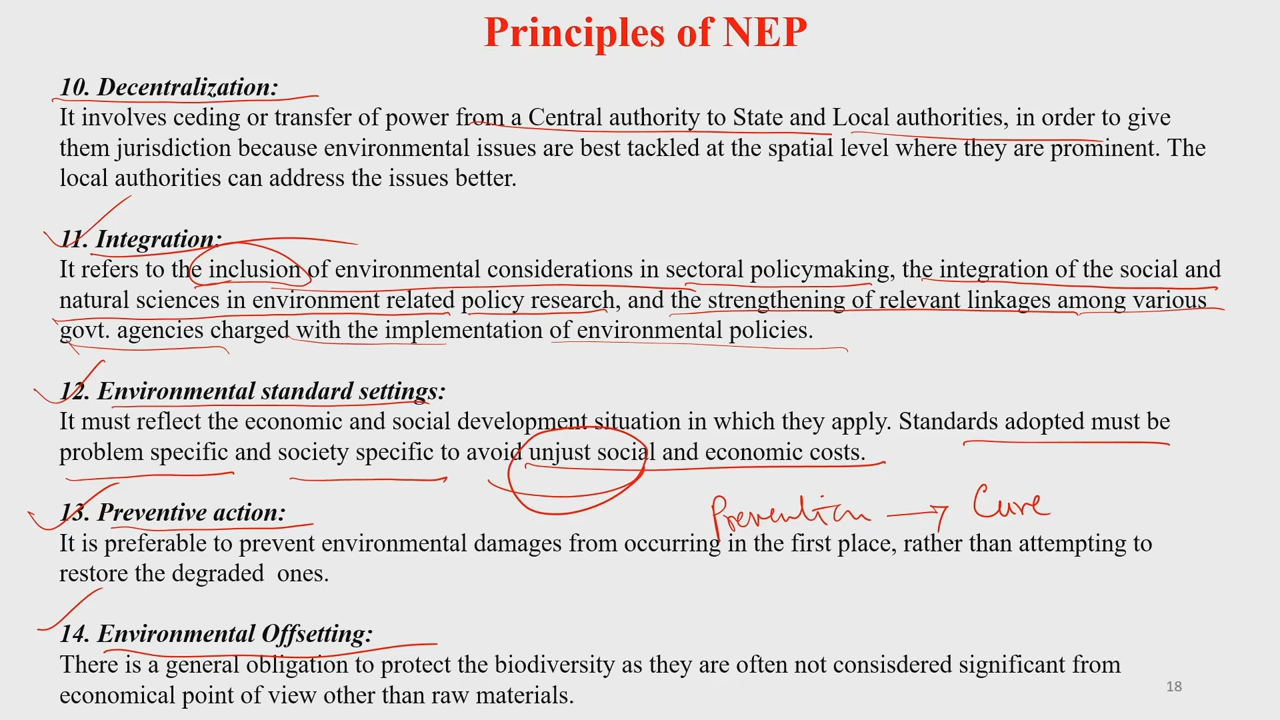 Principles of NEP
10. Decentralization:
It involves ceding or transfer of power from a Central authority to State and Local authorities, in order to give
them jurisdiction because environmental issues are best tackled at the spatial level where they are prominent. The
local authorities can address the issues better.
11. Integration:
It refers to the inclusion of environmental considerations in sectoral policymaking, the integration of the social and
natural sciences in environment related policy research, and the strengthening of relevant linkages among various
govt. agencies charged with the implementation of environmental policies.
12. Environmental standard settings:
It must reflect the economic and social development situation in which they apply. Standards adopted must be
problem specific and society specific to avoid unjust social and economic costs.
13. Preventive action:
Prevention → Cure
It is preferable to prevent environmental damages from occurring in the first place, rather than attempting to
restore the degraded ones.
14. Environmental Offsetting:
There is a general obligation to protect the biodiversity as they are often not consisdered significant from
economical point of view other than raw materials.
18